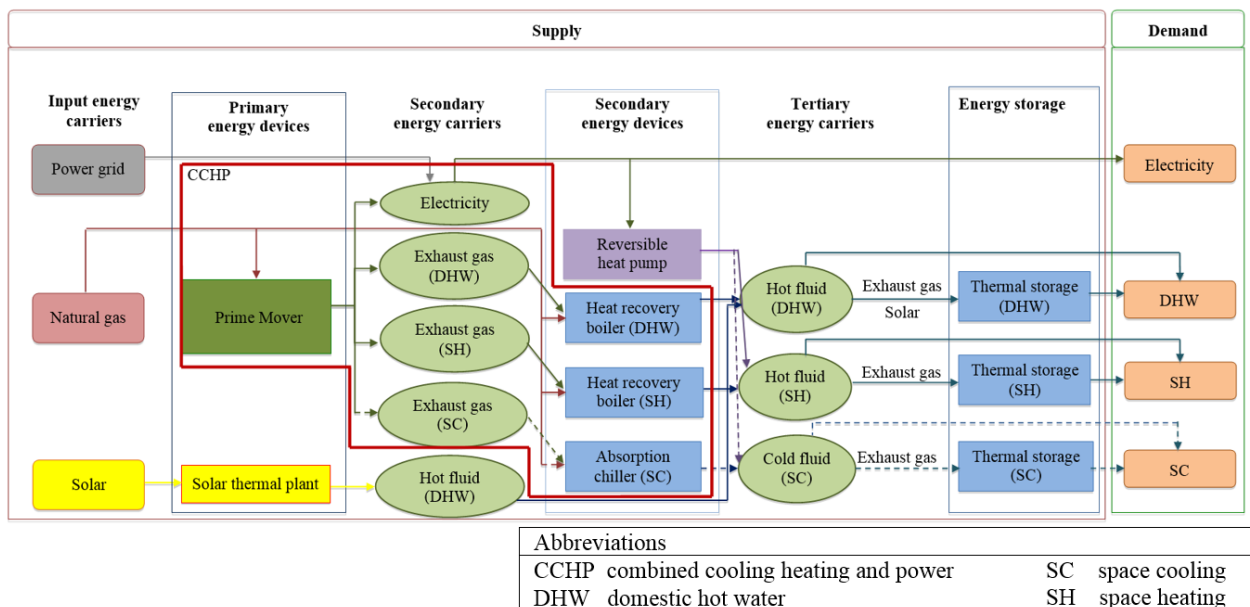 Supply
Demand
Input energy
carriers
Primary
energy devices
Secondary
energy carriers
Secondary
energy devices
Tertiary
energy carriers
Energy storage
Power grid
CCHP
Electricity
Electricity
Exhaust gas
(DHW)
Reversible
heat pump
Natural gas
Prime Mover
Exhaust gas
(SH)
Heat recovery
boiler (DHW)
Hot fluid
(DHW)
Exhaust gas
Solar
Thermal storage
(DHW)
DHW
Exhaust gas
(SC)
Heat recovery
boiler (SH)
Hot fluid
(SH)
Exhaust gas
Thermal storage
(SH)
SH
Solar
Solar thermal plant
Hot fluid
(DHW)
Absorption
chiller (SC)
Cold fluid
(SC)
Exhaust gas
Thermal storage
(SC)
SC
Abbreviations
CCHP combined cooling heating and power SC space cooling
DHW domestic hot water SH space heating